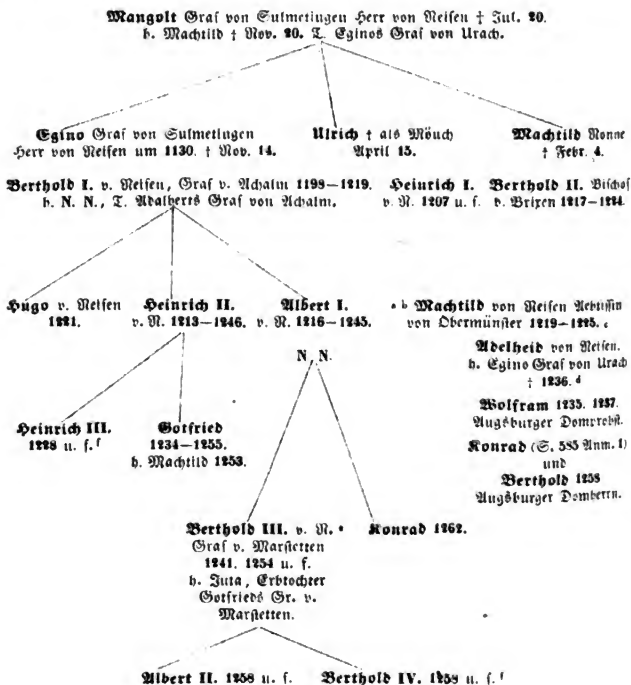 Mangolt Graf von Sulmetingen Herr von Neifen † Jul. 20.
h. Machtild † Nov. 20. T. Eginos Graf von Urach.
Egino Graf von Sulmetingen
Herr von Neifen um 1130. † Nov. 14.
Ulrich † als Mönch
April 15.
Machtild Nonne
† Febr. 4.
Berthold I. v. Neifen, Graf v. Achalm 1198–1219.
h. N. N., T. Adalberts Graf von Achalm.
Heinrich I.
v. N. 1207 u. f.
Berthold II. Bischof
v. Brixen 1217–1224.
Hugo v. Neifen
1221.
Heinrich II.
v. N. 1213–1246.
Albert I.
v. N. 1216–1245.
a b Machtild von Neifen Aebtissin
von Obermünster 1219–1225. c
N. N.
Adelheid von Neifen.
h. Egino Graf von Urach
† 1236. d
Wolfram 1235. 1237.
Augsburger Domprobst.
Konrad (S. 585 Anm. 1)
und
Berthold 1258
Augsburger Domherrn.
Heinrich III.
1228 u. f. f
Gotfried
1234–1255.
h. Machtild 1253.
Berthold III. v. N. e
Graf v. Marstetten
1241. 1254 u. f.
h. Juta, Erbtochter
Gotfrieds Gr. v.
Marstetten.
Konrad 1262.
Albert II. 1258 u. f.
Berthold IV. 1258 u. f. f